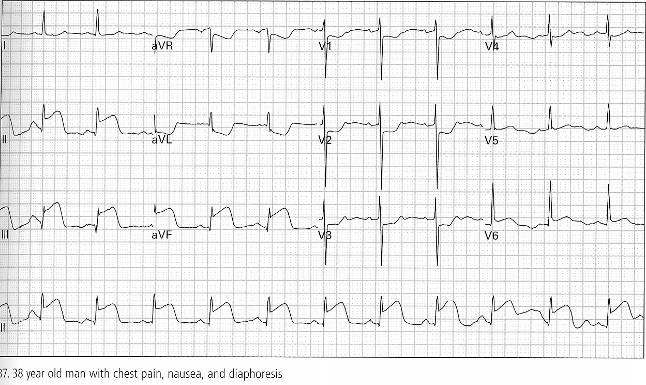 I aVR V1 V4
II aVL V2 V5
III aVF V3 V6
II
37. 38 year old man with chest pain, nausea, and diaphoresis